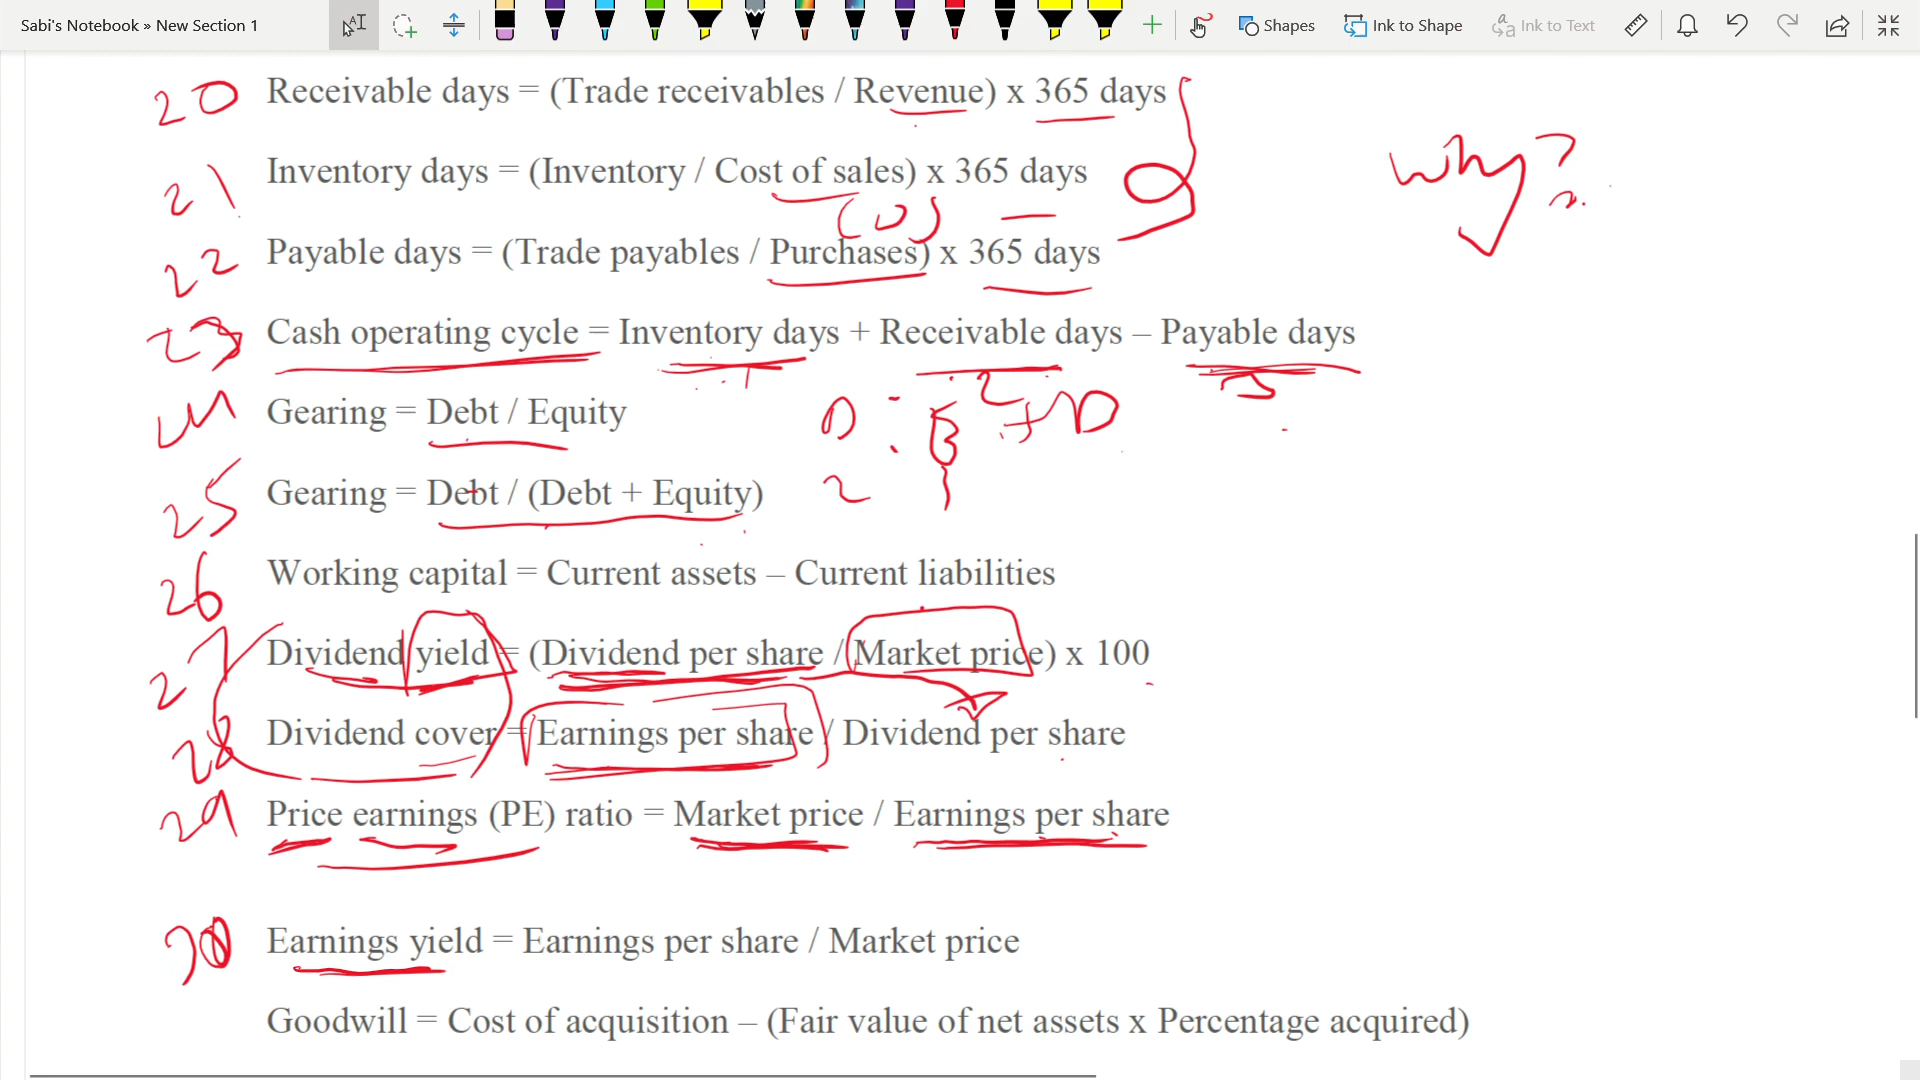 Sabi's Notebook » New Section 1
Shapes Ink to Shape Ink to Text
20 Receivable days = (Trade receivables / Revenue) x 365 days
why?
21 Inventory days = (Inventory / Cost of sales) x 365 days
22 Payable days = (Trade payables / Purchases) x 365 days
23 Cash operating cycle = Inventory days + Receivable days – Payable days
Gearing = Debt / Equity
25 Gearing = Debt / (Debt + Equity)
26 Working capital = Current assets – Current liabilities
27 Dividend yield = (Dividend per share / Market price) x 100
28 Dividend cover = Earnings per share / Dividend per share
29 Price earnings (PE) ratio = Market price / Earnings per share
30 Earnings yield = Earnings per share / Market price
Goodwill = Cost of acquisition – (Fair value of net assets x Percentage acquired)